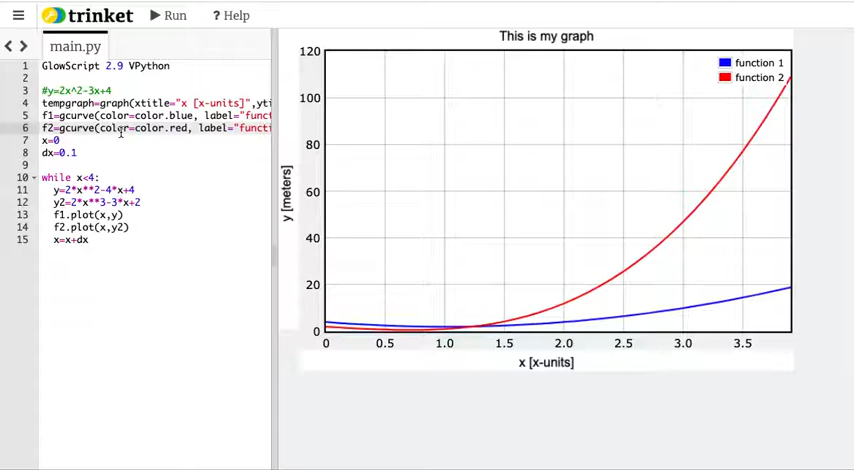 trinket Run ? Help
main.py
1 GlowScript 2.9 VPython
2
3 #y=2x^2-3x+4
4 tempgraph=graph(xtitle="x [x-units]",yti
5 f1=gcurve(color=color.blue, label="funct
6 f2=gcurve(color=color.red, label="functi
7 x=0
8 dx=0.1
9
10 while x<4:
11 y=2*x**2-4*x+4
12 y2=2*x**3-3*x+2
13 f1.plot(x,y)
14 f2.plot(x,y2)
15 x=x+dx
This is my graph
function 1
function 2
120
100
80
60
40
20
0
y [meters]
0 0.5 1.0 1.5 2.0 2.5 3.0 3.5
x [x-units]